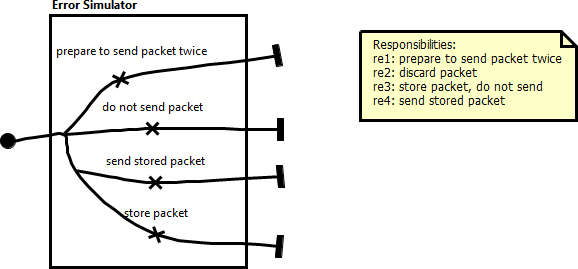 Error Simulator
prepare to send packet twice
do not send packet
send stored packet
store packet
Responsibilities:
re1: prepare to send packet twice
re2: discard packet
re3: store packet, do not send
re4: send stored packet